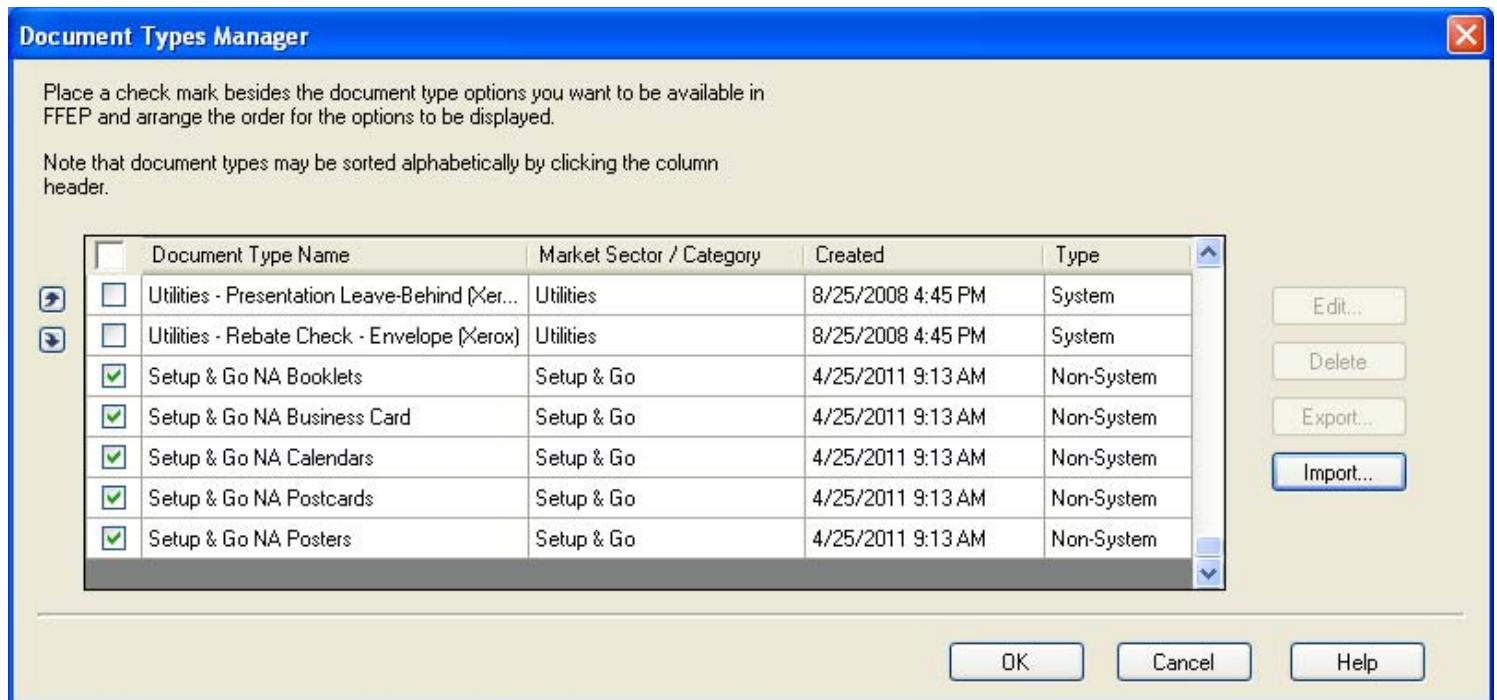 Document Types Manager
Place a check mark besides the document type options you want to be available in
FFEP and arrange the order for the options to be displayed.
Note that document types may be sorted alphabetically by clicking the column
header.
Document Type Name Market Sector / Category Created Type
Utilities - Presentation Leave-Behind (Xer... Utilities 8/25/2008 4:45 PM System
Utilities - Rebate Check - Envelope (Xerox) Utilities 8/25/2008 4:45 PM System
Setup & Go NA Booklets Setup & Go 4/25/2011 9:13 AM Non-System
Setup & Go NA Business Card Setup & Go 4/25/2011 9:13 AM Non-System
Setup & Go NA Calendars Setup & Go 4/25/2011 9:13 AM Non-System
Setup & Go NA Postcards Setup & Go 4/25/2011 9:13 AM Non-System
Setup & Go NA Posters Setup & Go 4/25/2011 9:13 AM Non-System
Edit...
Delete
Export...
Import...
OK Cancel Help